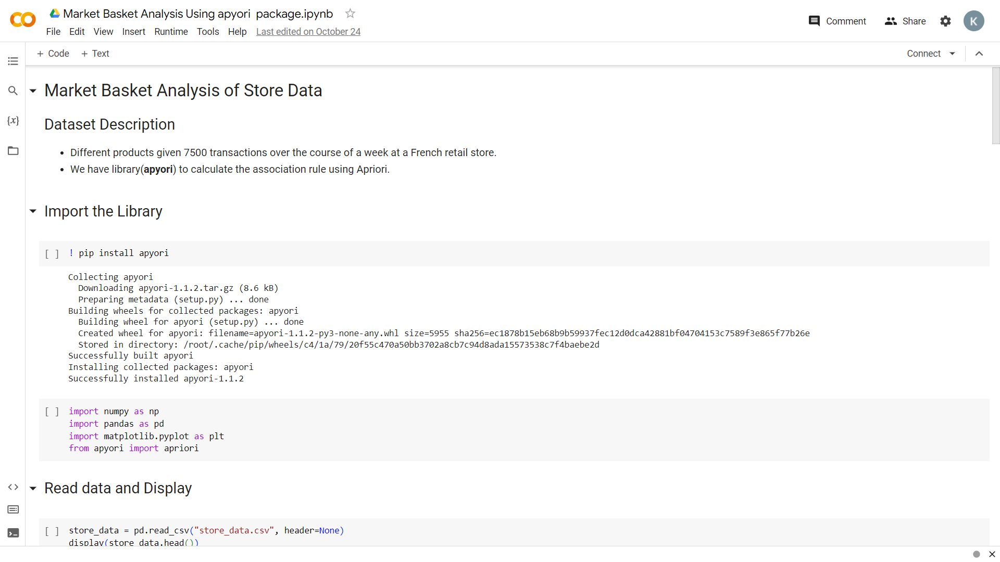 Market Basket Analysis Using apyori package.ipynb
File Edit View Insert Runtime Tools Help Last edited on October 24
Comment Share K
+ Code + Text
Connect
Market Basket Analysis of Store Data
Dataset Description
• Different products given 7500 transactions over the course of a week at a French retail store.
• We have library(apyori) to calculate the association rule using Apriori.
Import the Library
[ ] ! pip install apyori
Collecting apyori
Downloading apyori-1.1.2.tar.gz (8.6 kB)
Preparing metadata (setup.py) ... done
Building wheels for collected packages: apyori
Building wheel for apyori (setup.py) ... done
Created wheel for apyori: filename=apyori-1.1.2-py3-none-any.whl size=5955 sha256=ec1878b15eb68b9b59937fec12d0dca42881bf04704153c7589f3e865f77b26e
Stored in directory: /root/.cache/pip/wheels/c4/1a/79/20f55c470a50bb3702a8cb7c94d8ada15573538c7f4baebe2d
Successfully built apyori
Installing collected packages: apyori
Successfully installed apyori-1.1.2
[ ] import numpy as np
import pandas as pd
import matplotlib.pyplot as plt
from apyori import apriori
Read data and Display
[ ] store_data = pd.read_csv("store_data.csv", header=None)
display(store_data.head())